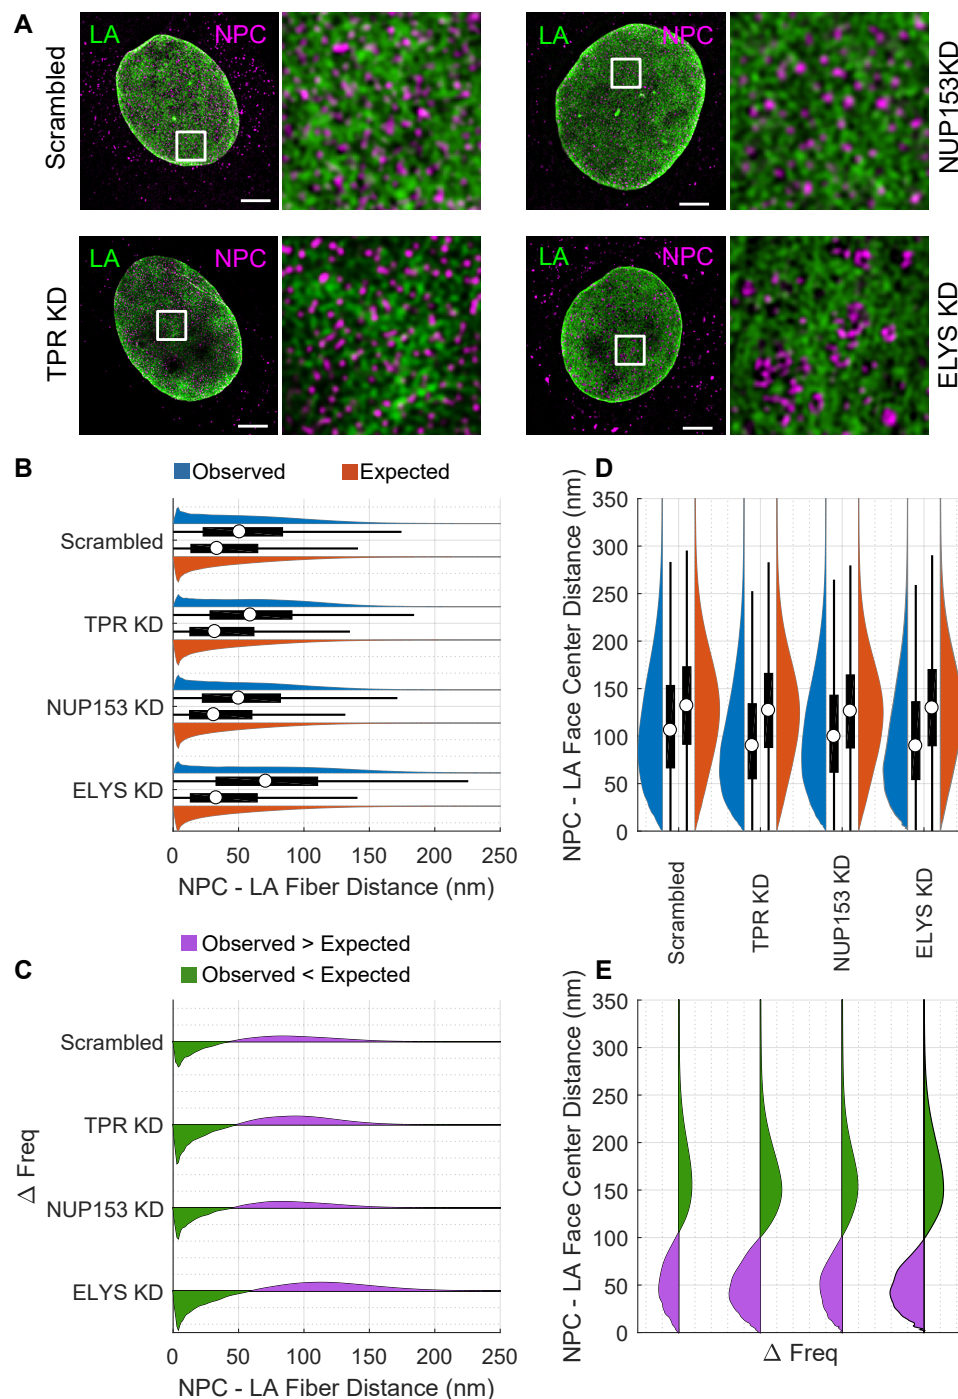 A
Scrambled
LA
NPC
LA
NPC
NUP153KD
TPR KD
LA
NPC
LA
NPC
ELYS KD
B
Observed
Expected
Scrambled
TPR KD
NUP153 KD
ELYS KD
0
50
100
150
200
250
NPC - LA Fiber Distance (nm)
D
NPC - LA Face Center Distance (nm)
350
300
250
200
150
100
50
0
Scrambled
TPR KD
NUP153 KD
ELYS KD
C
Observed > Expected
Observed < Expected
Δ Freq
Scrambled
TPR KD
NUP153 KD
ELYS KD
0
50
100
150
200
250
NPC - LA Fiber Distance (nm)
E
NPC - LA Face Center Distance (nm)
350
300
250
200
150
100
50
0
Δ Freq